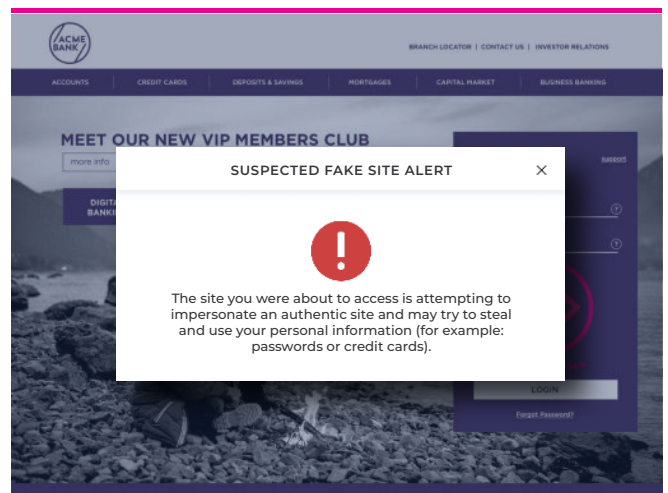 ACME
BANK
BRANCH LOCATOR | CONTACT US | INVESTOR RELATIONS
ACCOUNTS | CREDIT CARDS | DEPOSITS & SAVINGS | MORTGAGES | CAPITAL MARKET | BUSINESS BANKING
MEET OUR NEW VIP MEMBERS CLUB
more info
support
DIGITA
BANKI
?
?
SUSPECTED FAKE SITE ALERT
!
The site you were about to access is attempting to
impersonate an authentic site and may try to steal
and use your personal information (for example:
passwords or credit cards).
LOGIN
Forgot Password?